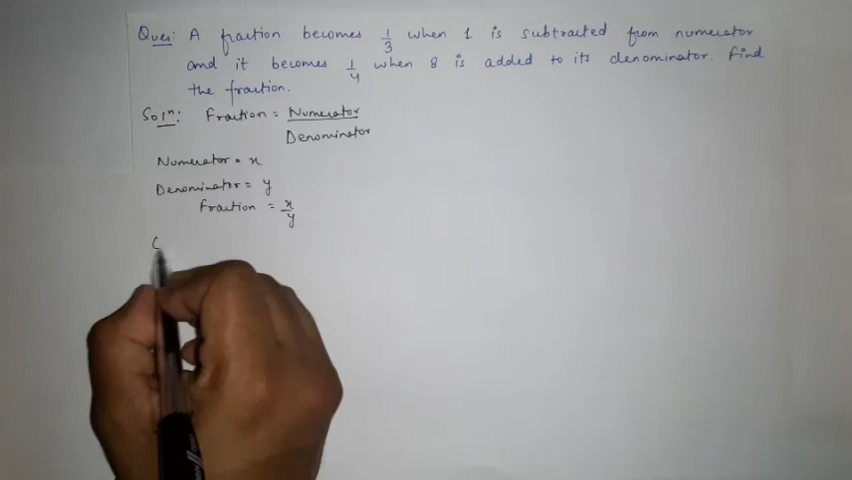 Ques: A fraction becomes 1/3 when 1 is subtracted from numerator
and it becomes 1/4 when 8 is added to its denominator. Find
the fraction.
Solⁿ: Fraction = Numerator/Denominator
Numerator = x
Denominator = y
Fraction = x/y
(